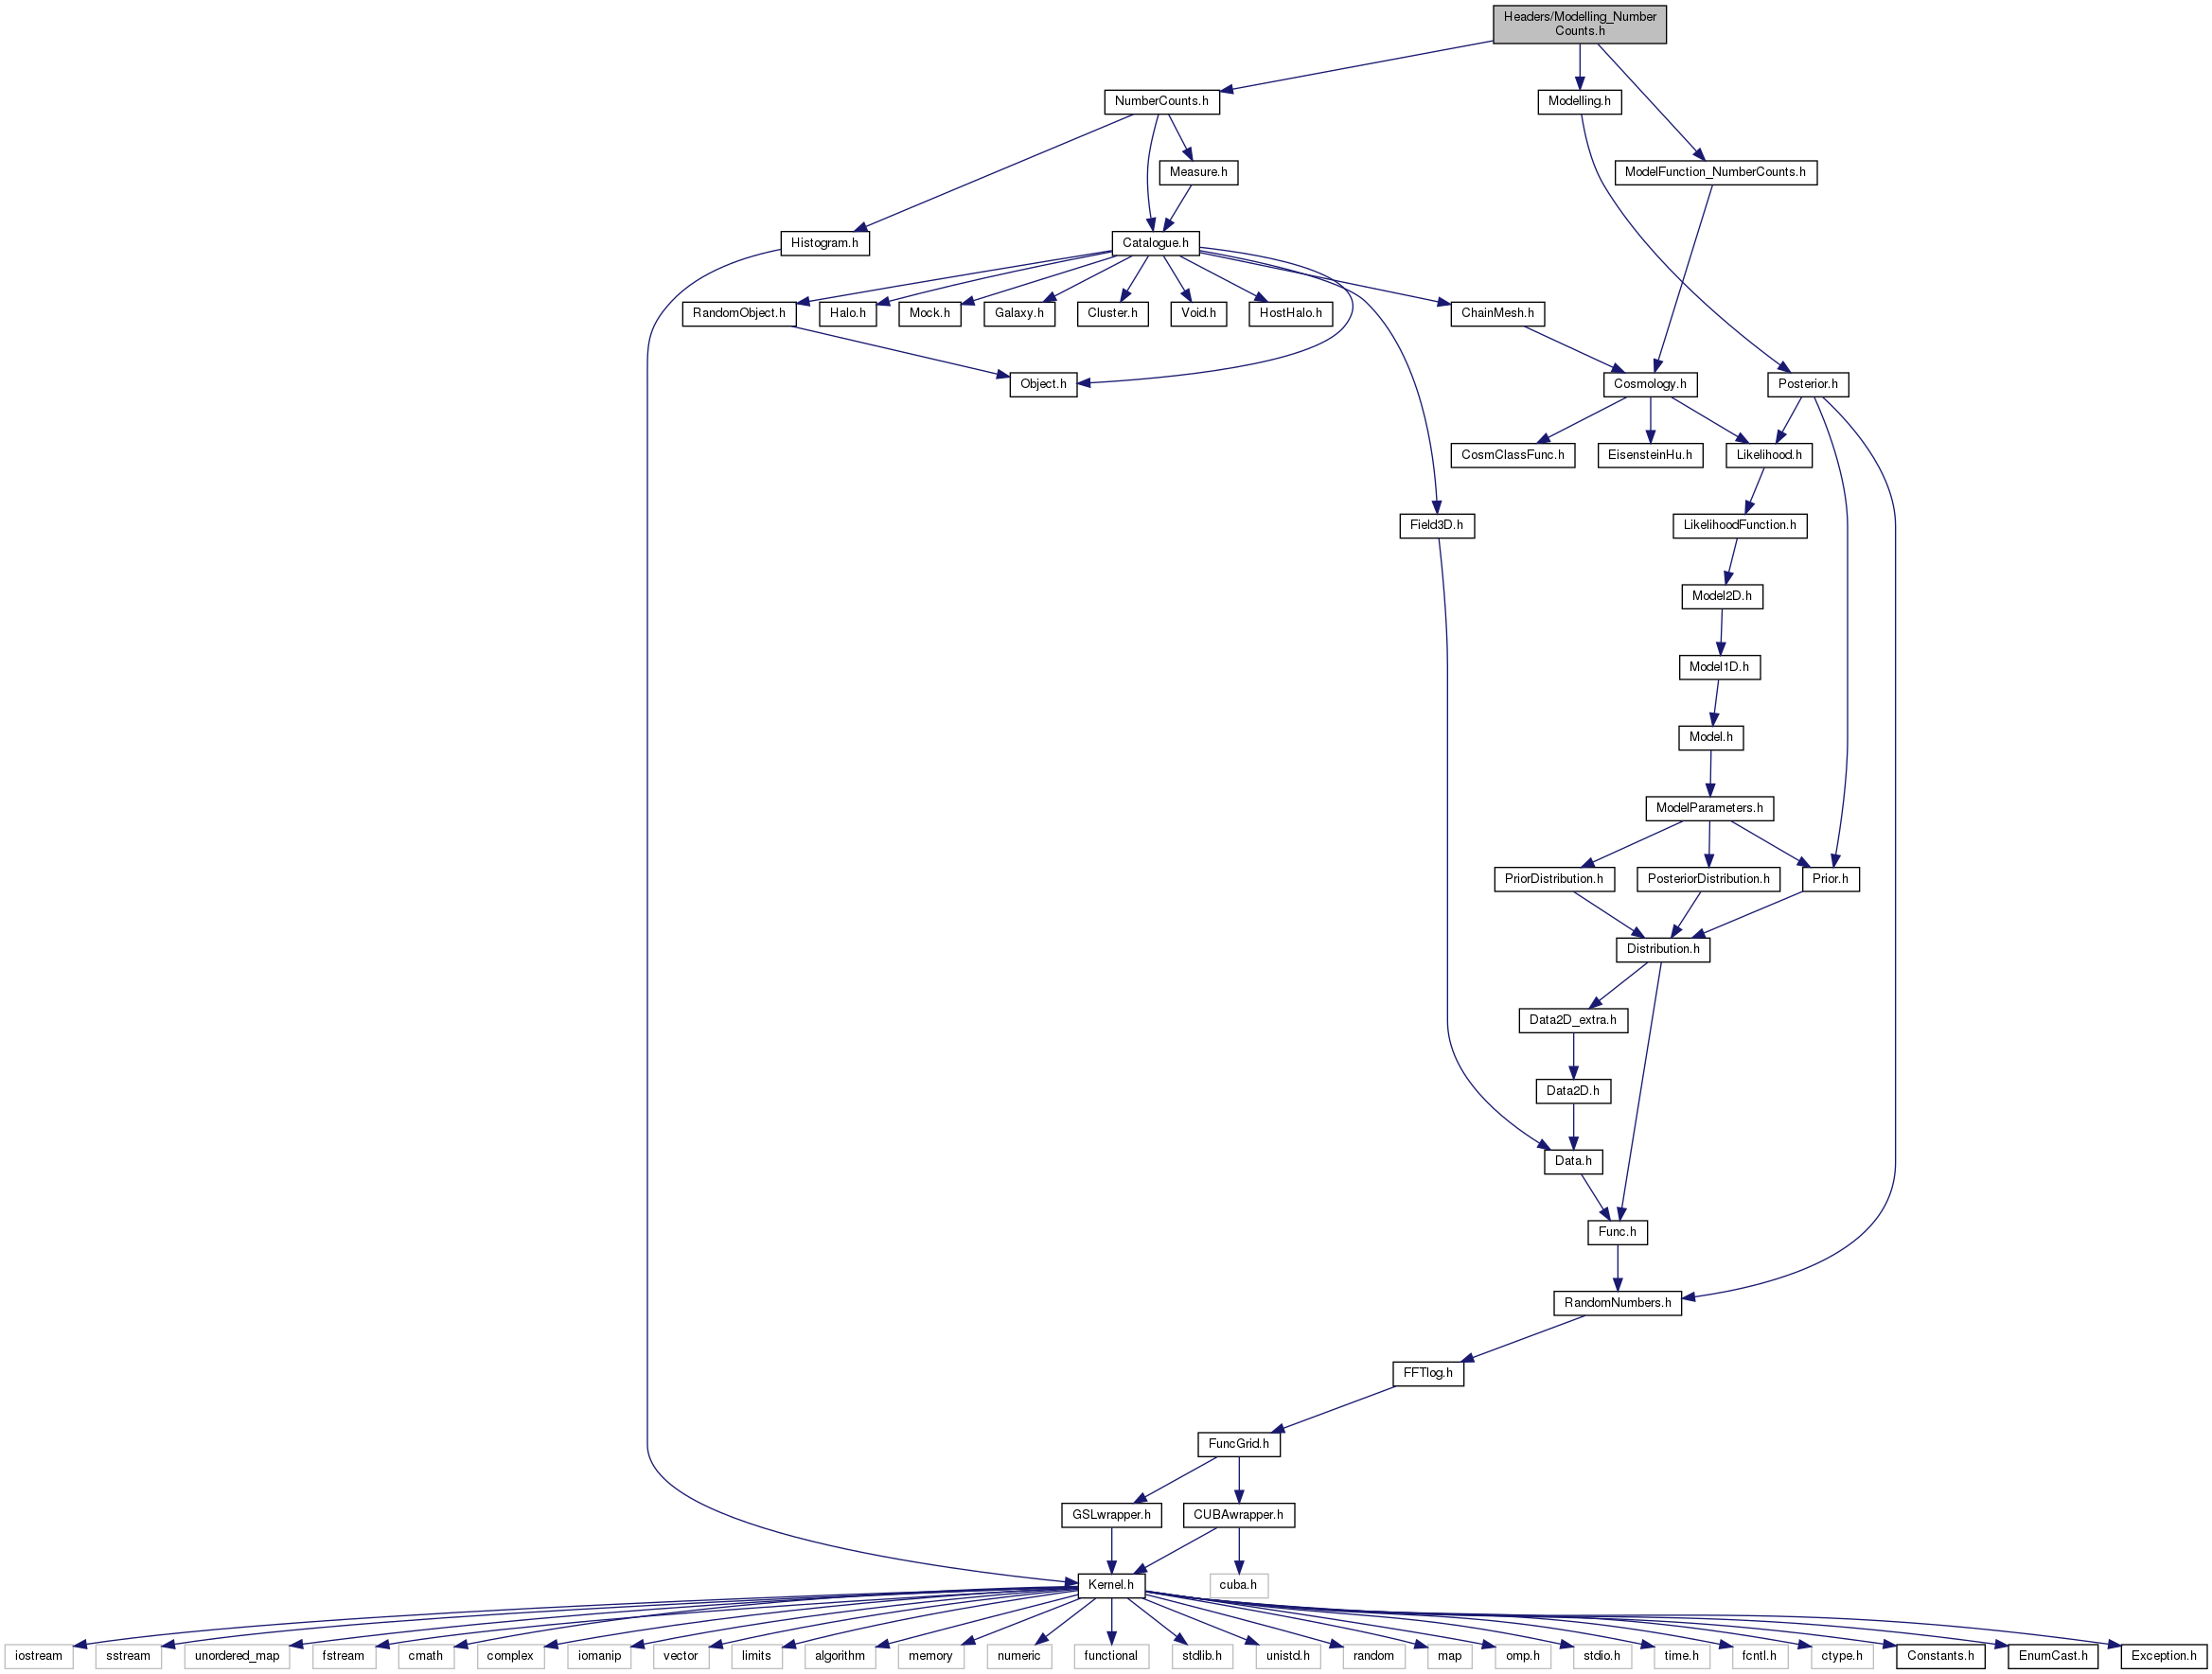 Headers/Modelling_Number
Counts.h
NumberCounts.h
Modelling.h
Measure.h
ModelFunction_NumberCounts.h
Histogram.h
Catalogue.h
RandomObject.h
Halo.h
Mock.h
Galaxy.h
Cluster.h
Void.h
HostHalo.h
ChainMesh.h
Object.h
Cosmology.h
Posterior.h
CosmClassFunc.h
EisensteinHu.h
Likelihood.h
Field3D.h
LikelihoodFunction.h
Model2D.h
Model1D.h
Model.h
ModelParameters.h
PriorDistribution.h
PosteriorDistribution.h
Prior.h
Distribution.h
Data2D_extra.h
Data2D.h
Data.h
Func.h
RandomNumbers.h
FFTlog.h
FuncGrid.h
GSLwrapper.h
CUBAwrapper.h
Kernel.h
cuba.h
iostream
sstream
unordered_map
fstream
cmath
complex
iomanip
vector
limits
algorithm
memory
numeric
functional
stdlib.h
unistd.h
random
map
omp.h
stdio.h
time.h
fcntl.h
ctype.h
Constants.h
EnumCast.h
Exception.h